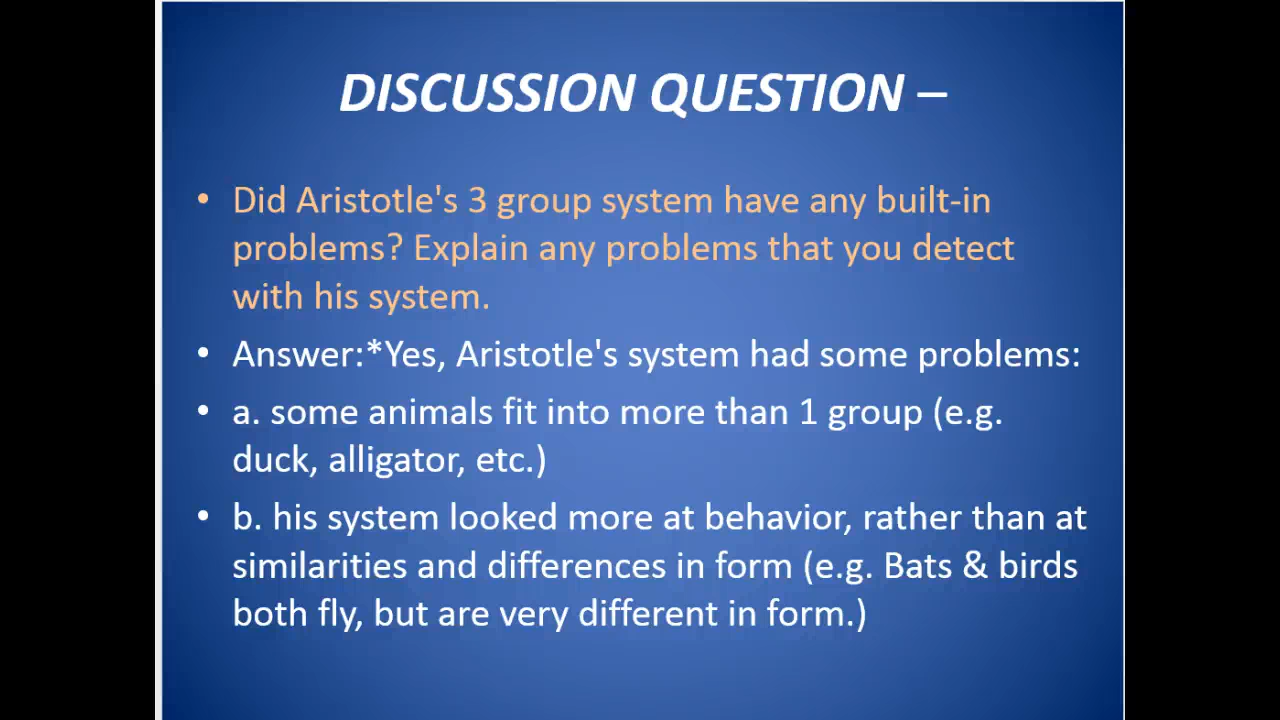 DISCUSSION QUESTION –
• Did Aristotle's 3 group system have any built-in
problems? Explain any problems that you detect
with his system.
• Answer:*Yes, Aristotle's system had some problems:
• a. some animals fit into more than 1 group (e.g.
duck, alligator, etc.)
• b. his system looked more at behavior, rather than at
similarities and differences in form (e.g. Bats & birds
both fly, but are very different in form.)